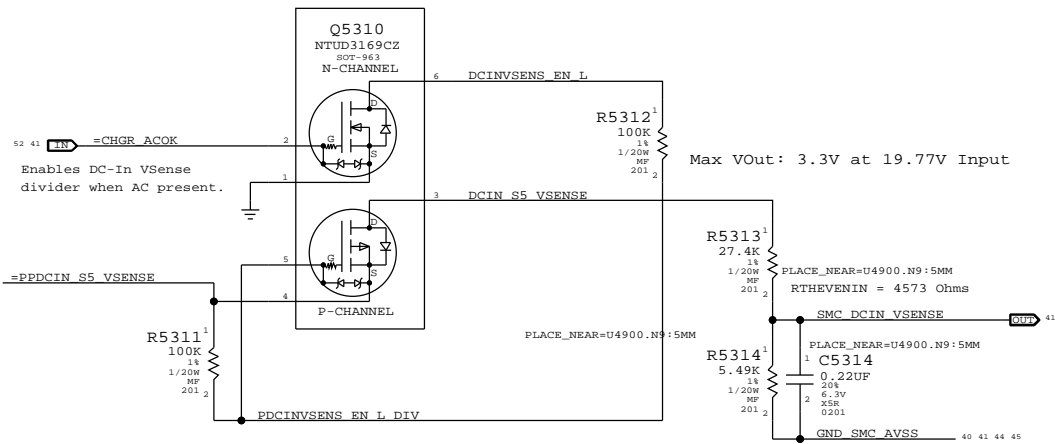 Q5310
NTUD3169CZ
SOT-963
N-CHANNEL
6
DCINVSENS_EN_L
D
G
S
52 41
IN
=CHGR_ACOK
2
Enables DC-In VSense
divider when AC present.
1
R5312
1
100K
1%
1/20W
MF
201
2
Max VOut: 3.3V at 19.77V Input
3
DCIN_S5_VSENSE
D
G
S
5
=PPDCIN_S5_VSENSE
4
P-CHANNEL
R5313
1
27.4K
1%
1/20W
MF
201
2
PLACE_NEAR=U4900.N9:5MM
RTHEVENIN = 4573 Ohms
SMC_DCIN_VSENSE
OUT
41
R5311
1
100K
1%
1/20W
MF
201
2
PLACE_NEAR=U4900.N9:5MM
R5314
1
5.49K
1%
1/20W
MF
201
2
PLACE_NEAR=U4900.N9:5MM
1
C5314
0.22UF
20%
6.3V
X5R
0201
2
PDCINVSENS_EN_L_DIV
GND_SMC_AVSS
40 41 44 45